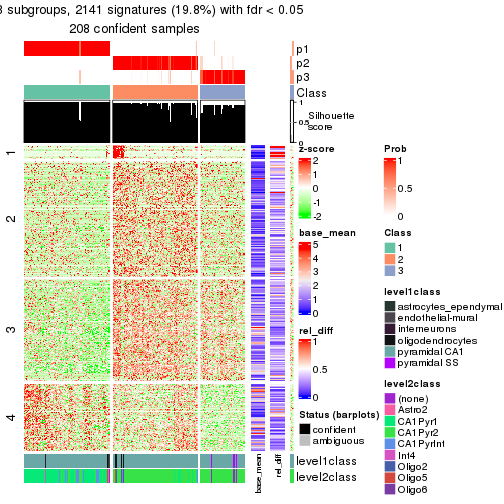 3 subgroups, 2141 signatures (19.8%) with fdr < 0.05
208 confident samples
p1
p2
p3
Class
1
0.5
0
Silhouette
score
1
2
3
4
z-score
2
1
0
-1
-2
base_mean
5
4
3
2
1
0
rel_diff
1
0.5
0
Status (barplots)
confident
ambiguous
Prob
1
0.5
0
Class
1
2
3
level1class
astrocytes_ependymal
endothelial-mural
interneurons
oligodendrocytes
pyramidal CA1
pyramidal SS
level2class
(none)
Astro2
CA1Pyr1
CA1Pyr2
CA1PyrInt
Int4
Oligo2
Oligo5
Oligo6
level1class
level2class
base_mean
rel_diff